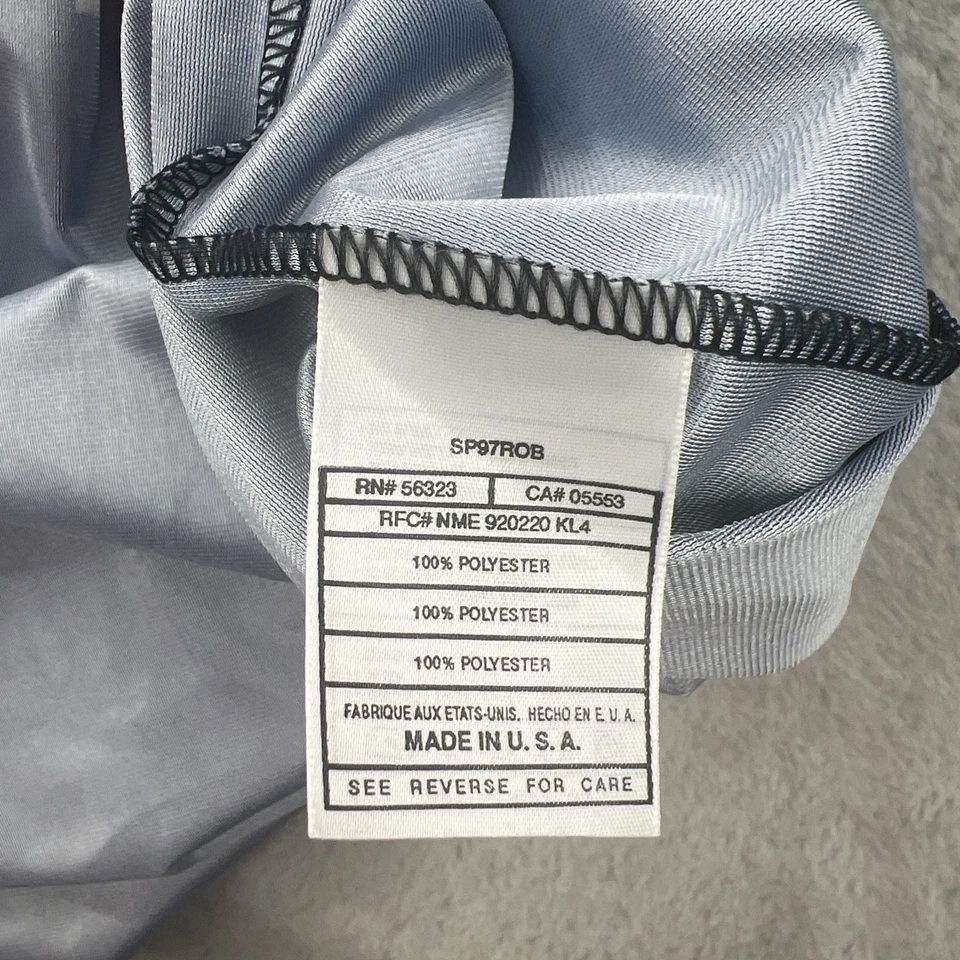 SP97ROB
RN# 56323 CA# 05553
RFC# NME 920220 KL4
100% POLYESTER
100% POLYESTER
100% POLYESTER
FABRIQUE AUX ETATS-UNIS. HECHO EN E. U. A.
MADE IN U. S. A.
SEE REVERSE FOR CARE